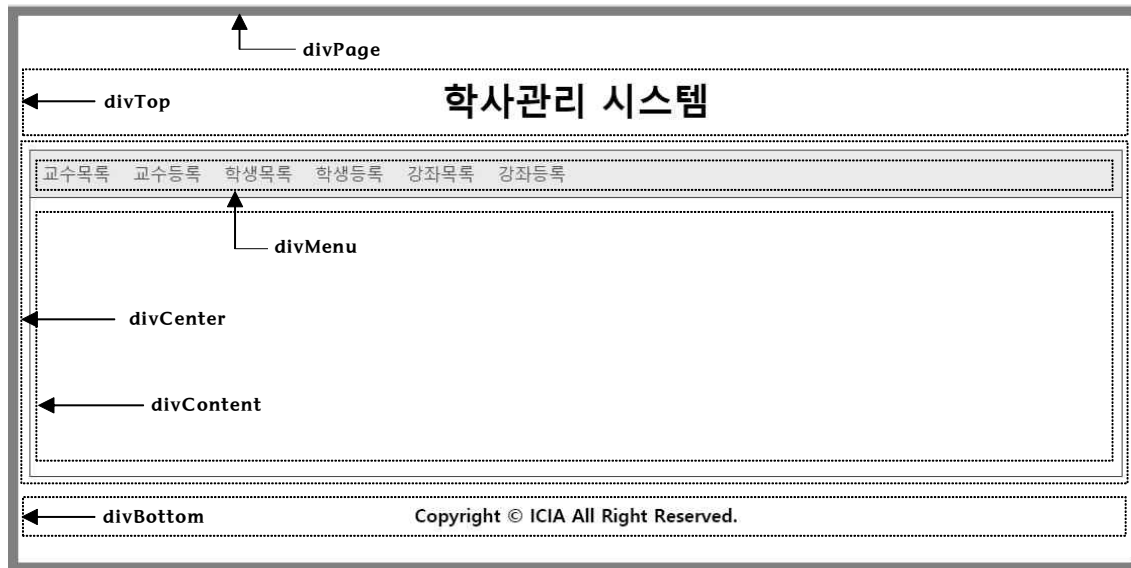 divPage
divTop
학사관리 시스템
교수목록 교수등록 학생목록 학생등록 강좌목록 강좌등록
divMenu
divCenter
divContent
divBottom
Copyright © ICIA All Right Reserved.